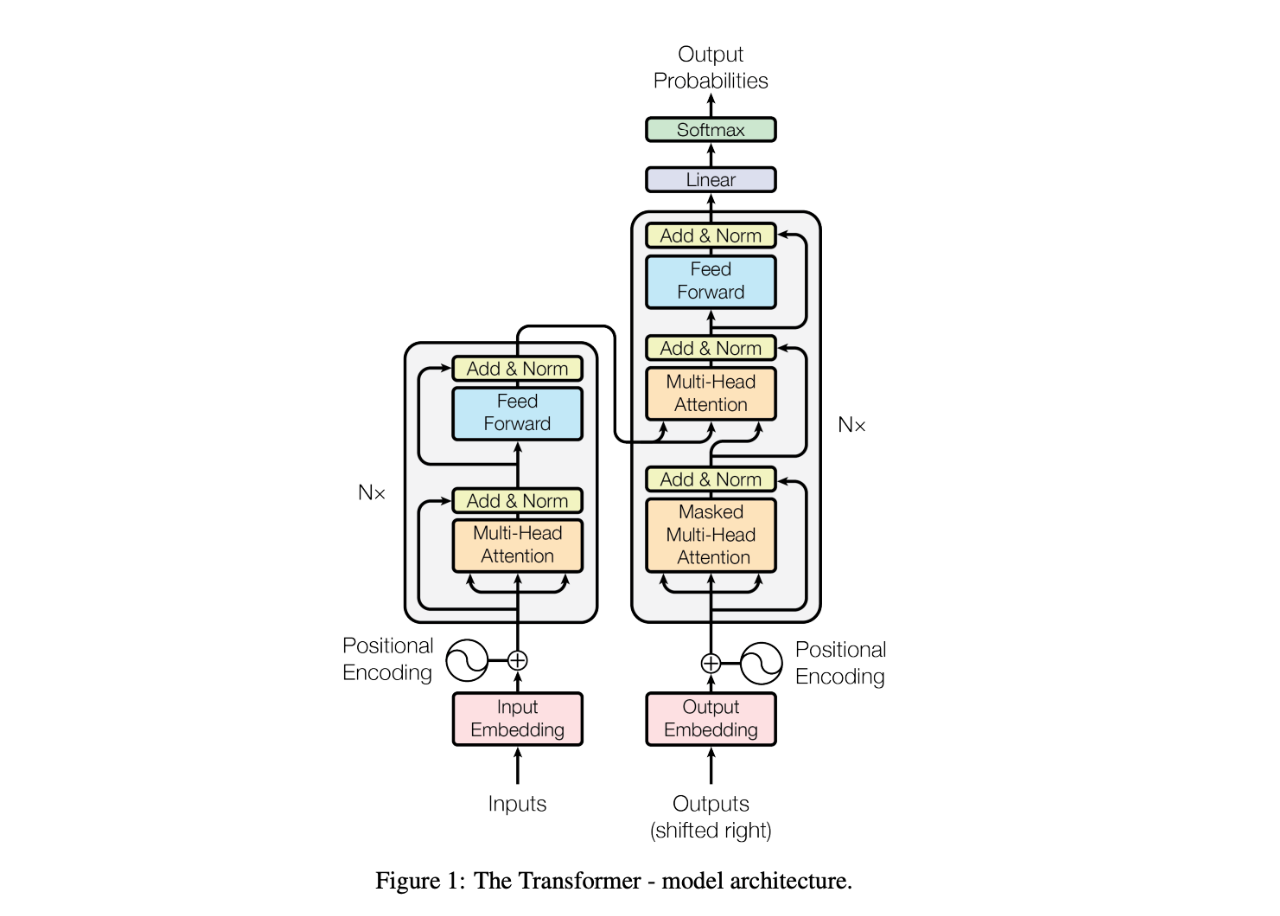 Output
Probabilities
Softmax
Linear
Add & Norm
Feed
Forward
Add & Norm
Multi-Head
Attention
N×
Add & Norm
Masked
Multi-Head
Attention
Add & Norm
Feed
Forward
N×
Add & Norm
Multi-Head
Attention
Positional
Encoding
Positional
Encoding
Input
Embedding
Output
Embedding
Inputs
Outputs
(shifted right)
Figure 1: The Transformer - model architecture.